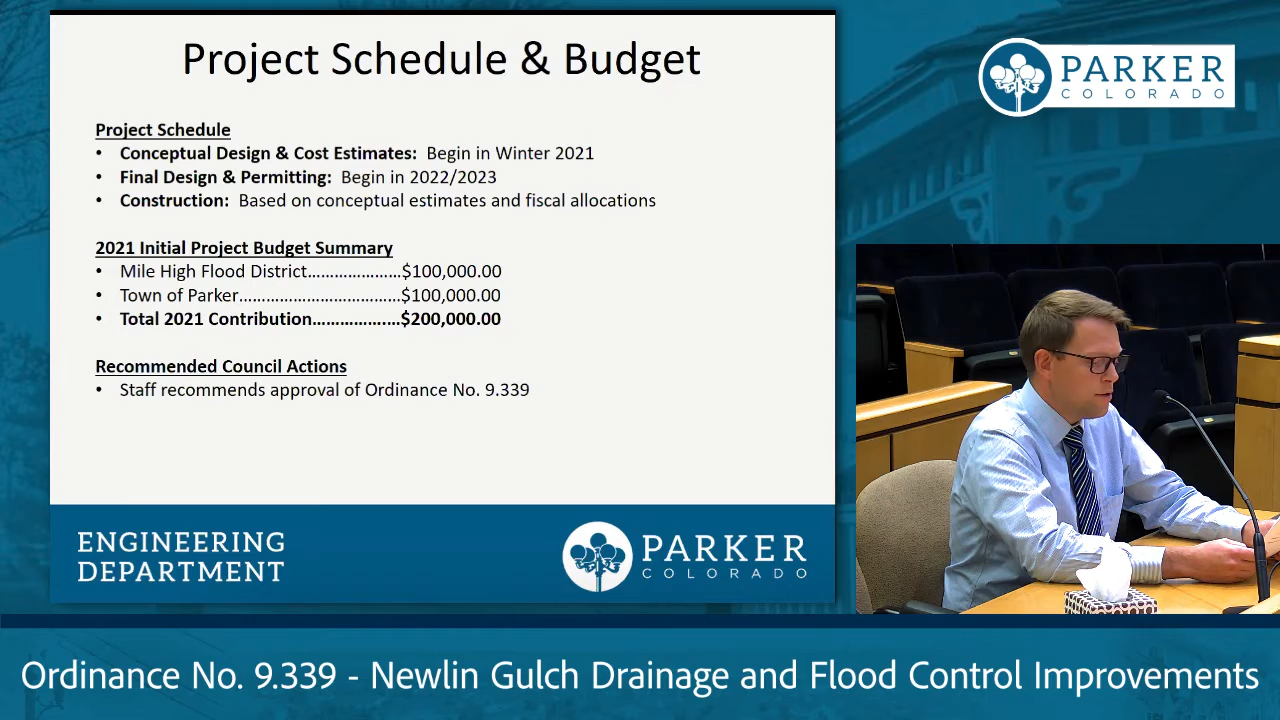 Project Schedule & Budget
Project Schedule
• Conceptual Design & Cost Estimates: Begin in Winter 2021
• Final Design & Permitting: Begin in 2022/2023
• Construction: Based on conceptual estimates and fiscal allocations
2021 Initial Project Budget Summary
• Mile High Flood District…………………$100,000.00
• Town of Parker………………………………$100,000.00
• Total 2021 Contribution………………$200,000.00
Recommended Council Actions
• Staff recommends approval of Ordinance No. 9.339
ENGINEERING
DEPARTMENT
PARKER
COLORADO
PARKER
COLORADO
Ordinance No. 9.339 - Newlin Gulch Drainage and Flood Control Improvements